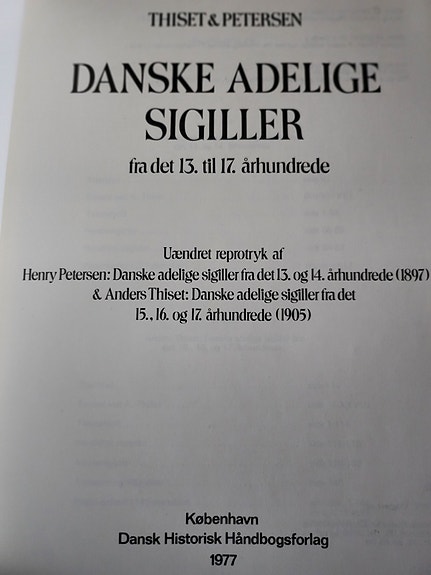 THISET & PETERSEN
DANSKE ADELIGE
SIGILLER
fra det 13. til 17. århundrede
Uændret reprotryk af
Henry Petersen: Danske adelige sigiller fra det 13. og 14. århundrede (1897)
& Anders Thiset: Danske adelige sigiller fra det
15., 16. og 17. århundrede (1905)
København
Dansk Historisk Håndbogsforlag
1977